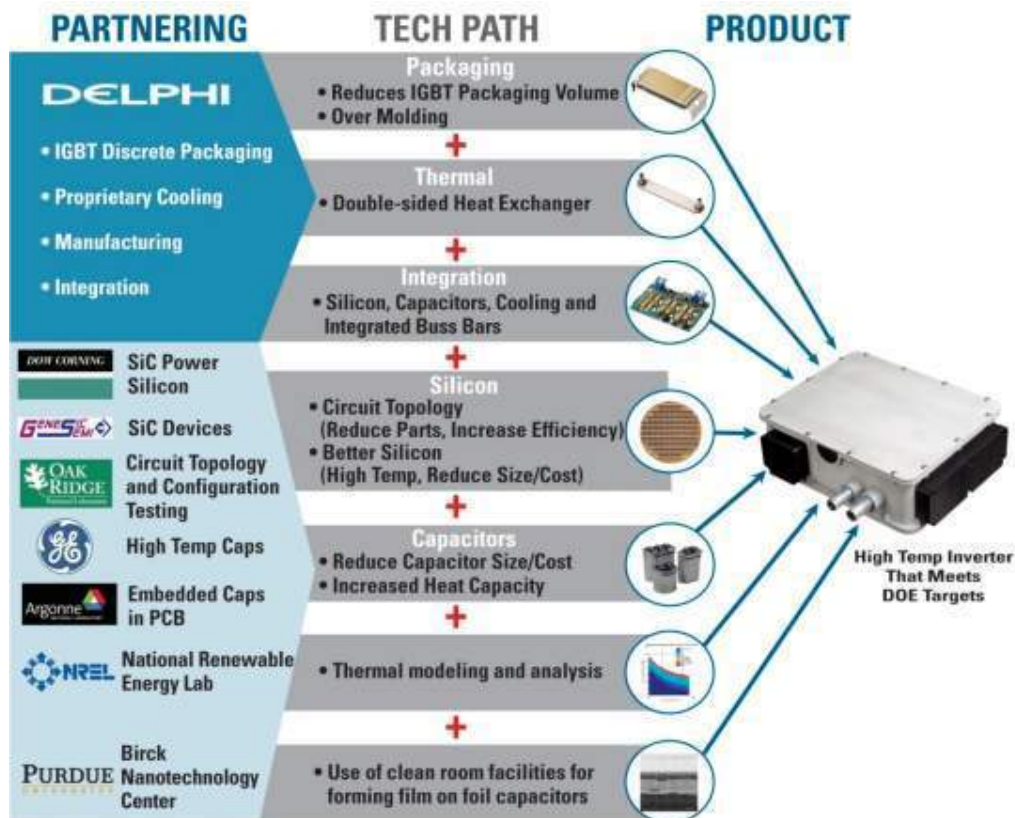 PARTNERING
TECH PATH
PRODUCT
DELPHI
• IGBT Discrete Packaging
• Proprietary Cooling
• Manufacturing
• Integration
Packaging
• Reduces IGBT Packaging Volume
• Over Molding
+
Thermal
• Double-sided Heat Exchanger
+
Integration
• Silicon, Capacitors, Cooling and
Integrated Buss Bars
+
DOW CORNING
SiC Power
Silicon
GENESIC SEMI
SiC Devices
OAK
RIDGE
Circuit Topology
and Configuration
Testing
GE
High Temp Caps
Argonne
Embedded Caps
in PCB
NREL
National Renewable
Energy Lab
PURDUE
UNIVERSITY
Birck
Nanotechnology
Center
Silicon
• Circuit Topology
(Reduce Parts, Increase Efficiency)
• Better Silicon
(High Temp, Reduce Size/Cost)
+
Capacitors
• Reduce Capacitor Size/Cost
• Increased Heat Capacity
+
• Thermal modeling and analysis
+
• Use of clean room facilities for
forming film on foil capacitors
High Temp Inverter
That Meets
DOE Targets